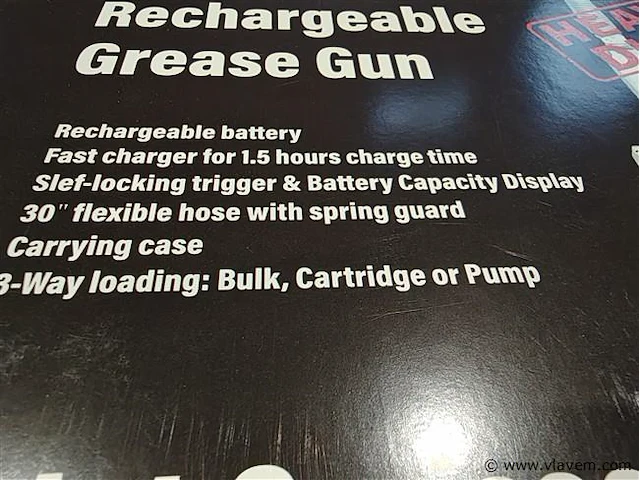 Rechargeable
Grease Gun
Rechargeable battery
Fast charger for 1.5 hours charge time
Slef-locking trigger & Battery Capacity Display
30" flexible hose with spring guard
Carrying case
3-Way loading: Bulk, Cartridge or Pump
© www.vlavem.com